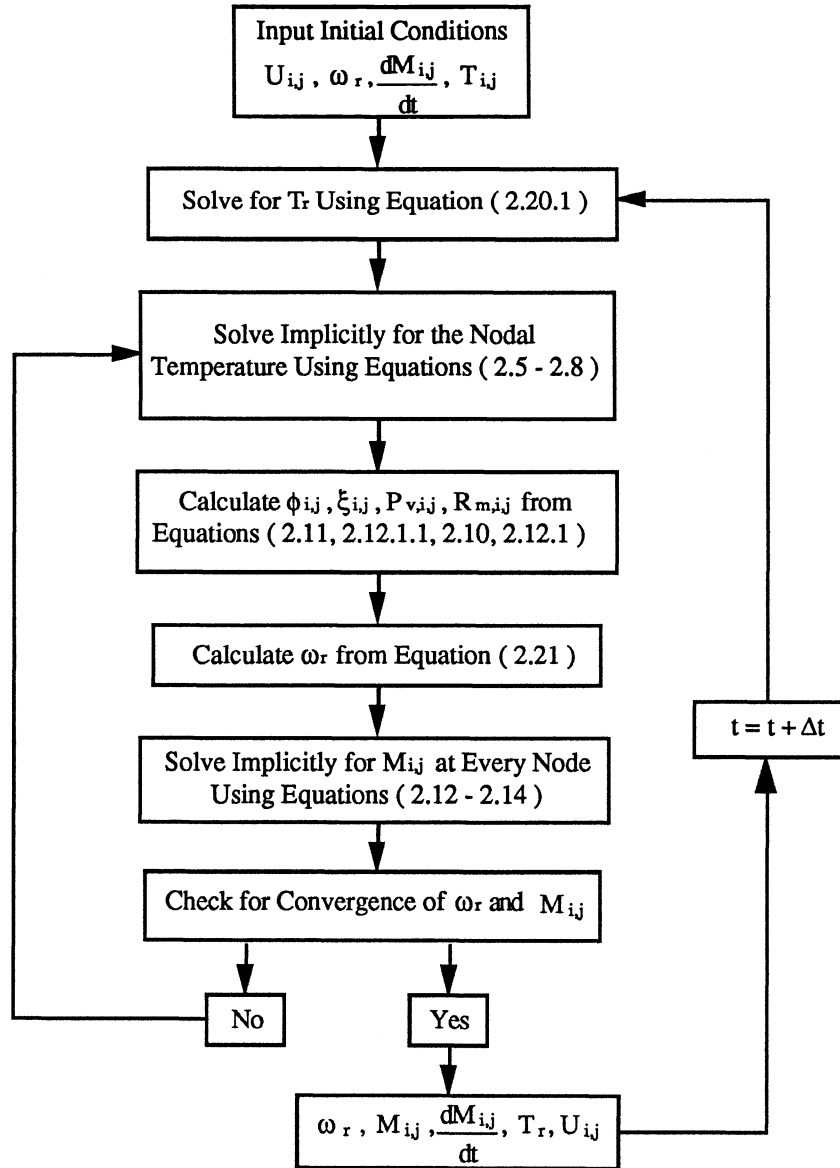 Input Initial Conditions
U i,j , ω r , dM i,j / dt , T i,j
Solve for Tr Using Equation ( 2.20.1 )
Solve Implicitly for the Nodal
Temperature Using Equations ( 2.5 - 2.8 )
Calculate ϕ i,j , ξ i,j , P v,i,j , R m,i,j from
Equations ( 2.11, 2.12.1.1, 2.10, 2.12.1 )
Calculate ωr from Equation ( 2.21 )
t = t + Δt
Solve Implicitly for M i,j at Every Node
Using Equations ( 2.12 - 2.14 )
Check for Convergence of ωr and M i,j
No
Yes
ω r , M i,j , dM i,j / dt , T r , U i,j